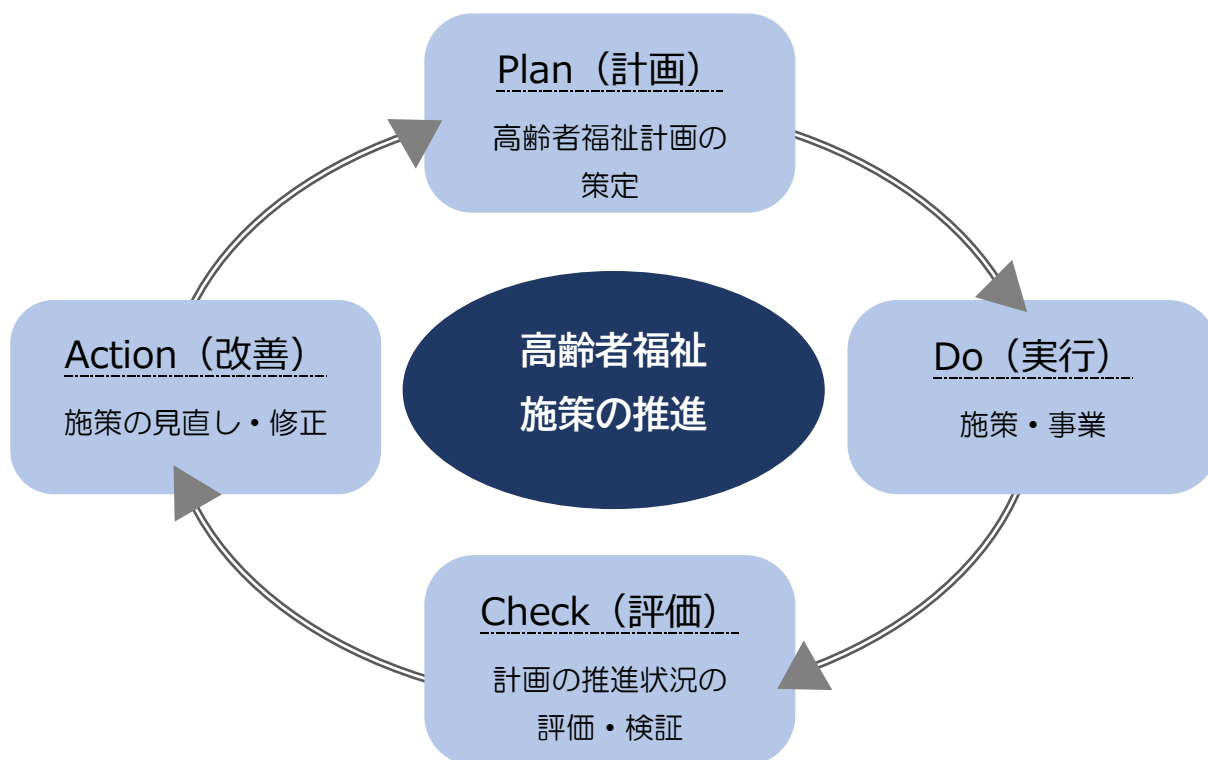 Plan（計画）
高齢者福祉計画の
策定
Action（改善）
施策の見直し・修正
高齢者福祉
施策の推進
Do（実行）
施策・事業
Check（評価）
計画の推進状況の
評価・検証